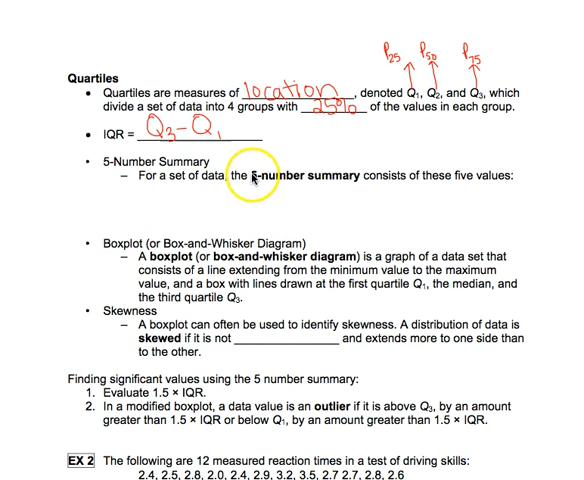 P25 P50 P75
Quartiles
• Quartiles are measures of location, denoted Q1, Q2, and Q3, which
divide a set of data into 4 groups with 25% of the values in each group.
• IQR = Q3 - Q1
• 5-Number Summary
– For a set of data, the 5-number summary consists of these five values:
• Boxplot (or Box-and-Whisker Diagram)
– A boxplot (or box-and-whisker diagram) is a graph of a data set that
consists of a line extending from the minimum value to the maximum
value, and a box with lines drawn at the first quartile Q1, the median, and
the third quartile Q3.
• Skewness
– A boxplot can often be used to identify skewness. A distribution of data is
skewed if it is not ________________ and extends more to one side than
to the other.
Finding significant values using the 5 number summary:
1. Evaluate 1.5 × IQR.
2. In a modified boxplot, a data value is an outlier if it is above Q3, by an amount
greater than 1.5 × IQR or below Q1, by an amount greater than 1.5 × IQR.
EX 2 The following are 12 measured reaction times in a test of driving skills:
2.4, 2.5, 2.8, 2.0, 2.4, 2.9, 3.2, 3.5, 2.7 2.7, 2.8, 2.6